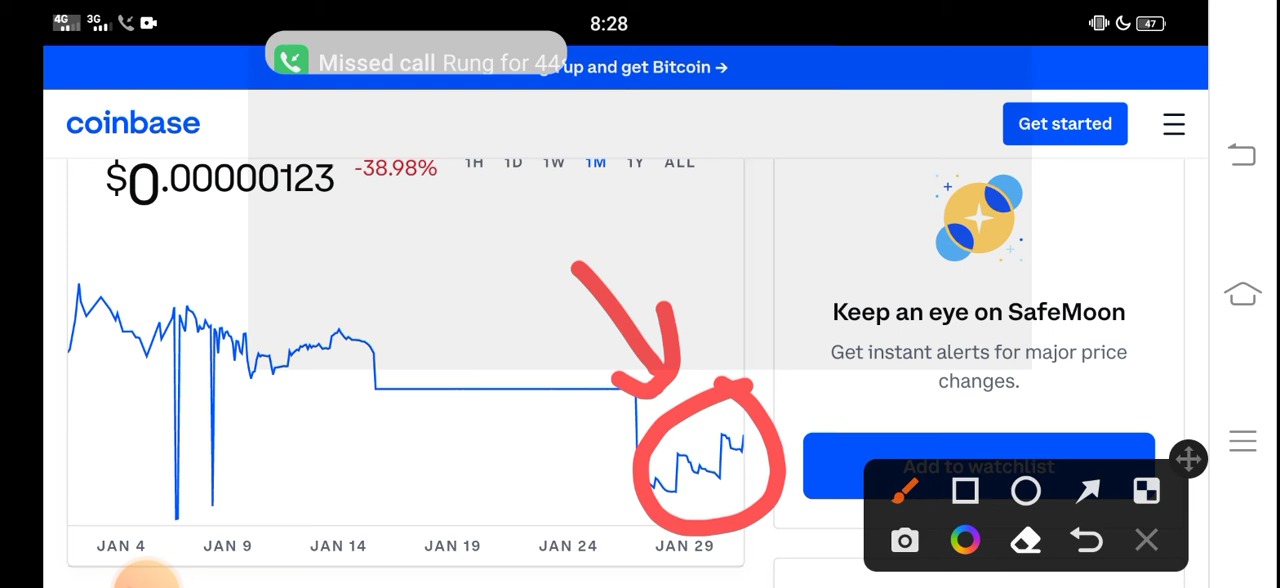 4G 3G 8:28 47
Missed call Rung for 44
up and get Bitcoin →
coinbase
Get started
$0.00000123 -38.98% 1H 1D 1W 1M 1Y ALL
Keep an eye on SafeMoon
Get instant alerts for major price
changes.
Add to watchlist
JAN 4 JAN 9 JAN 14 JAN 19 JAN 24 JAN 29